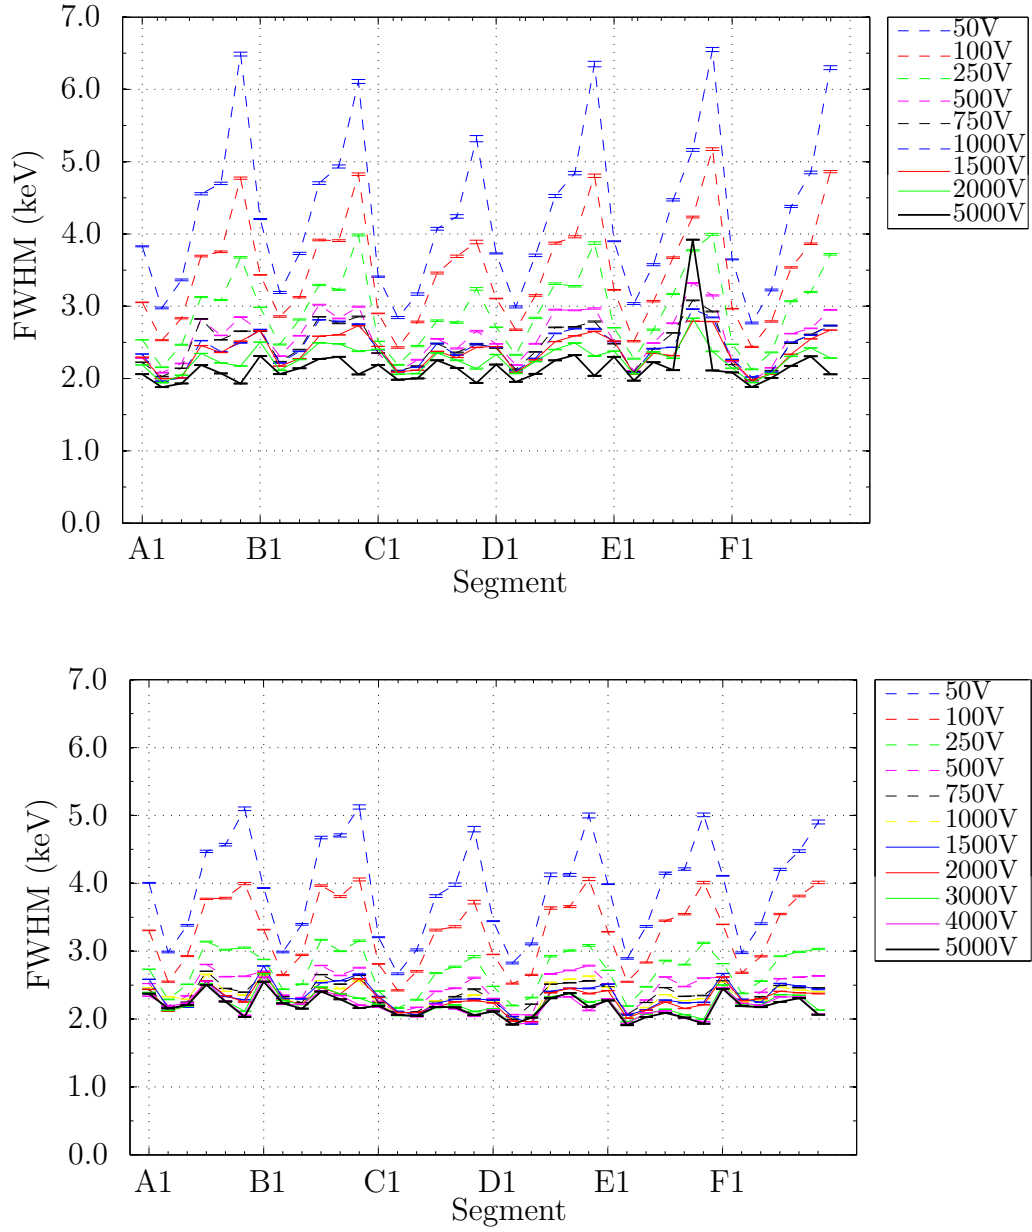 7.0
6.0
5.0
4.0
3.0
2.0
1.0
0.0
FWHM (keV)
A1 B1 C1 D1 E1 F1
Segment
50V
100V
250V
500V
750V
1000V
1500V
2000V
5000V
7.0
6.0
5.0
4.0
3.0
2.0
1.0
0.0
FWHM (keV)
A1 B1 C1 D1 E1 F1
Segment
50V
100V
250V
500V
750V
1000V
1500V
2000V
3000V
4000V
5000V